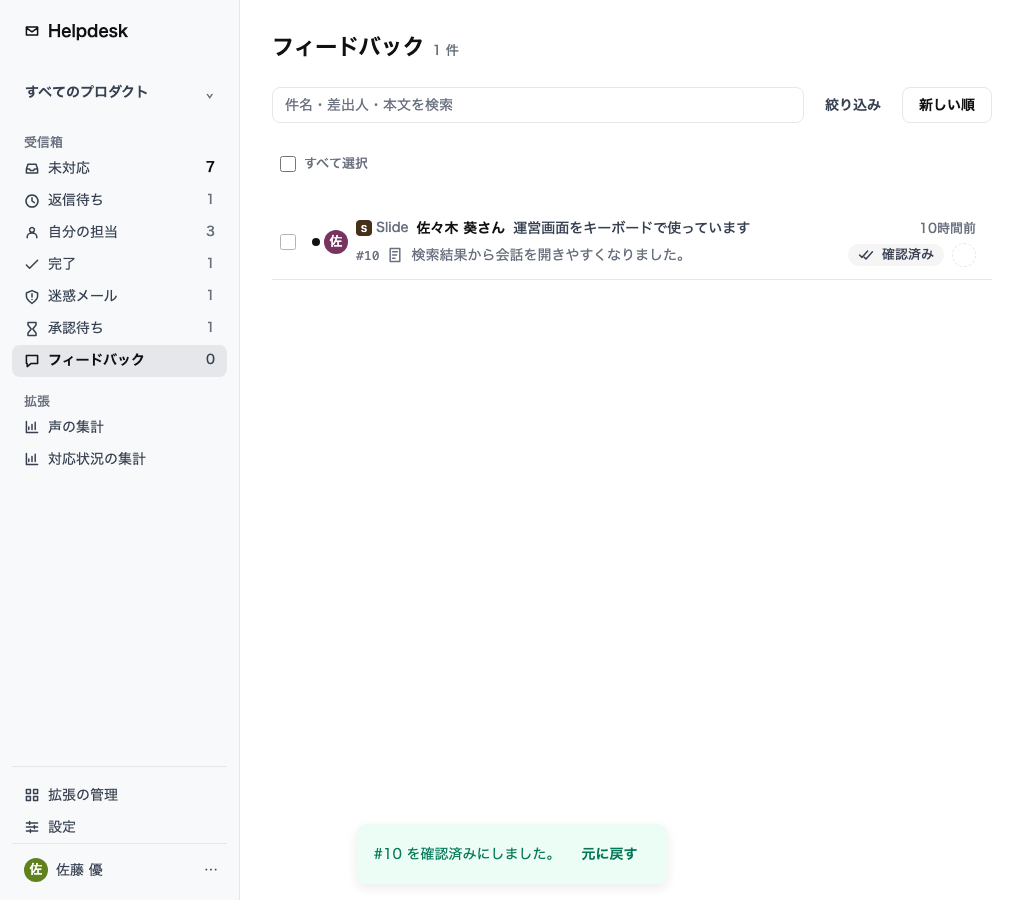 Helpdesk
すべてのプロダクト
受信箱
未対応 7
返信待ち 1
自分の担当 3
完了 1
迷惑メール 1
承認待ち 1
フィードバック 0
拡張
声の集計
対応状況の集計
拡張の管理
設定
佐 佐藤 優 ...
フィードバック 1 件
件名・差出人・本文を検索 絞り込み 新しい順
すべて選択
S Slide 佐々木 葵さん 運営画面をキーボードで使っています 10時間前
佐
#10 検索結果から会話を開きやすくなりました。 確認済み
#10 を確認済みにしました。 元に戻す